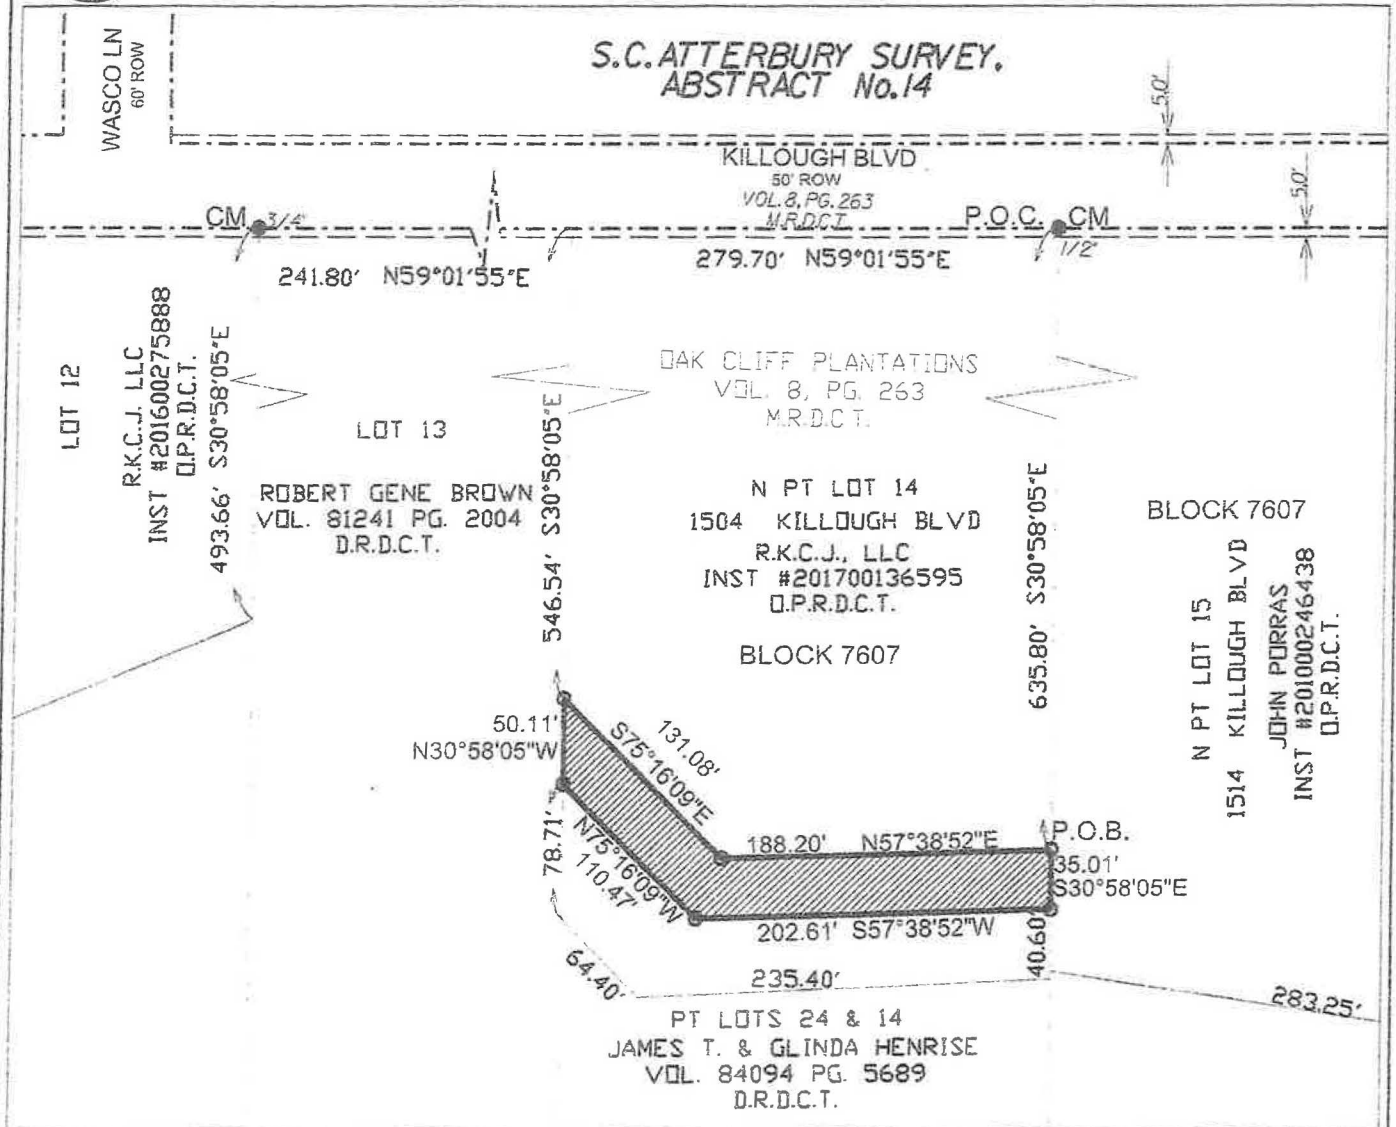 S.C. ATTERBURY SURVEY,
ABSTRACT No.14
WASCO LN
60' ROW
5.0'
KILLOUGH BLVD
50' ROW
VOL.8, PG.263
M.R.D.C.T.
5.0'
CM 3/4"
P.O.C. CM
1/2"
241.80' N59°01'55"E
279.70' N59°01'55"E
OAK CLIFF PLANTATIONS
VOL. 8, PG. 263
M.R.D.C.T.
LOT 12
R.K.C.J. LLC
INST #201600275888
O.P.R.D.C.T.
493.66' S30°58'05"E
LOT 13
ROBERT GENE BROWN
VOL. 81241 PG. 2004
D.R.D.C.T.
546.54' S30°58'05"E
N PT LOT 14
1504 KILLOUGH BLVD
R.K.C.J., LLC
INST #201700136595
O.P.R.D.C.T.
BLOCK 7607
635.80' S30°58'05"E
BLOCK 7607
N PT LOT 15
1514 KILLOUGH BLVD
JOHN PORRAS
INST #201000246438
O.P.R.D.C.T.
50.11'
N30°58'05"W
131.08'
S75°16'09"E
188.20' N57°38'52"E
P.O.B.
35.01'
S30°58'05"E
78.71'
N75°16'09"W
110.47'
202.61' S57°38'52"W
40.60'
64.40'
235.40'
283.25'
PT LOTS 24 & 14
JAMES T. & GLINDA HENRISE
VOL. 84094 PG. 5689
D.R.D.C.T.